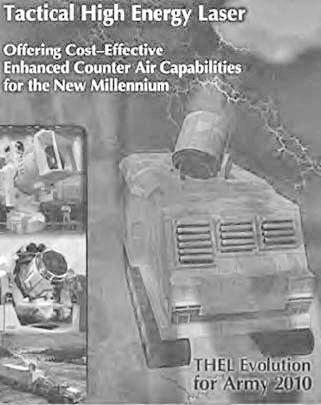 Tactical High Energy Laser
Offering Cost–Effective
Enhanced Counter Air Capabilities
for the New Millennium
THEL Evolution
for Army 2010